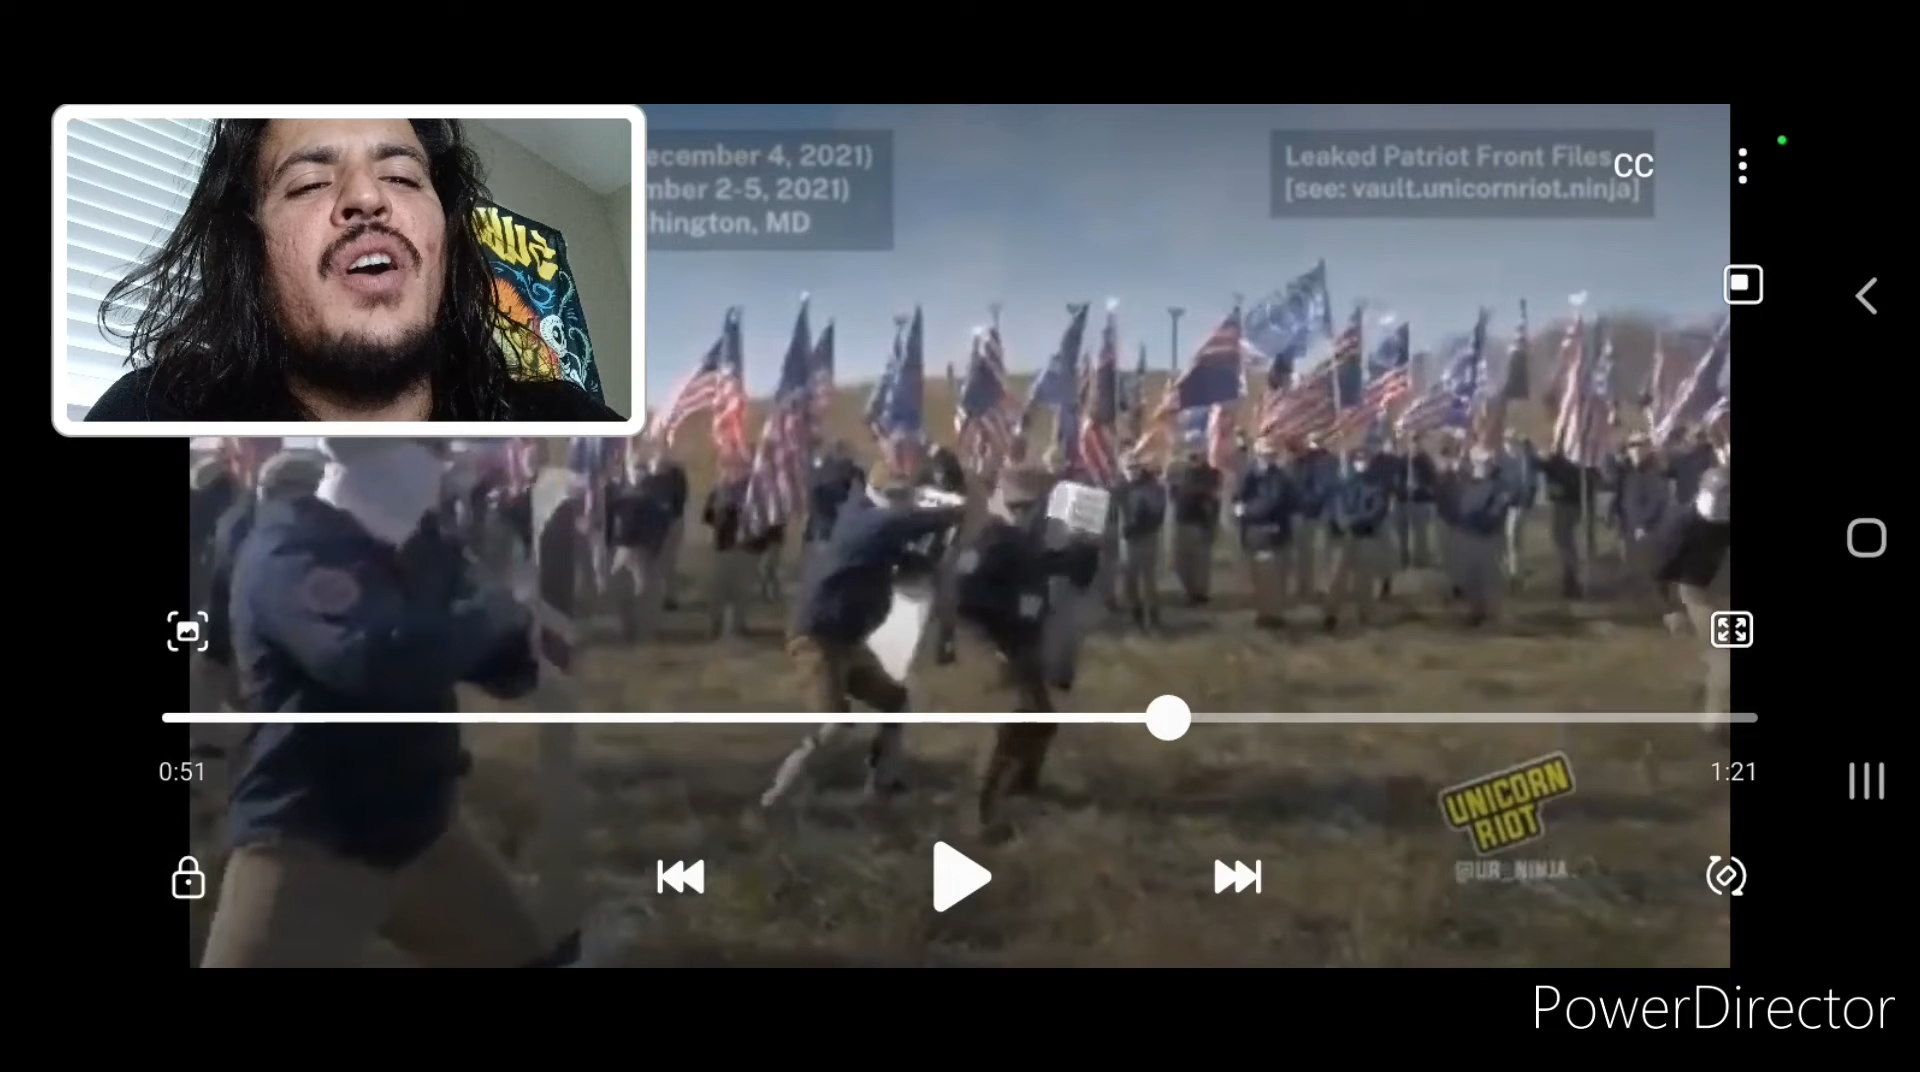 ecember 4, 2021)
mber 2-5, 2021)
hington, MD
Leaked Patriot Front Files
[see: vault.unicornriot.ninja]
CC
0:51
1:21
UNICORN
RIOT
@UR_NINJA
PowerDirector